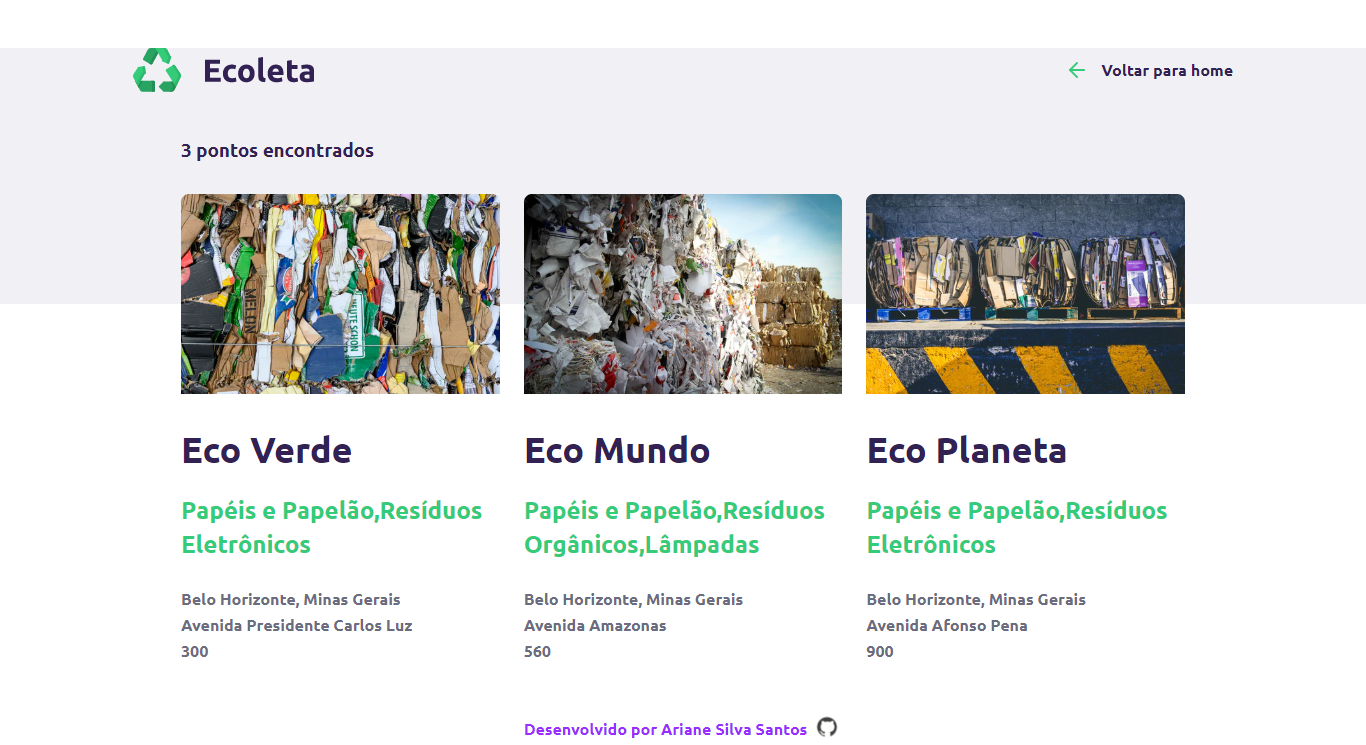 Ecoleta
Voltar para home
3 pontos encontrados
MEUTESCHÖN
Eco Verde
Papéis e Papelão,Resíduos
Eletrônicos
Belo Horizonte, Minas Gerais
Avenida Presidente Carlos Luz
300
Eco Mundo
Papéis e Papelão,Resíduos
Orgânicos,Lâmpadas
Belo Horizonte, Minas Gerais
Avenida Amazonas
560
Eco Planeta
Papéis e Papelão,Resíduos
Eletrônicos
Belo Horizonte, Minas Gerais
Avenida Afonso Pena
900
Desenvolvido por Ariane Silva Santos